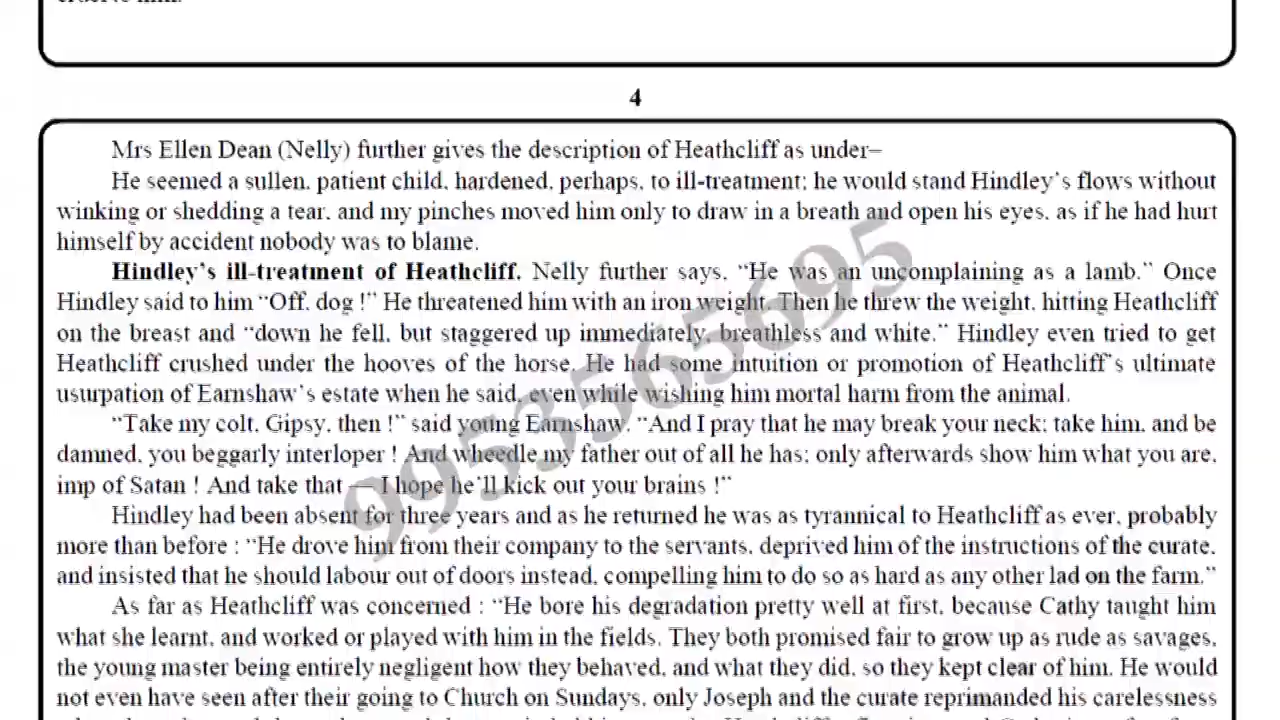 4
Mrs Ellen Dean (Nelly) further gives the description of Heathcliff as under–
He seemed a sullen, patient child, hardened, perhaps, to ill-treatment; he would stand Hindley's flows without
winking or shedding a tear, and my pinches moved him only to draw in a breath and open his eyes, as if he had hurt
himself by accident nobody was to blame.
Hindley's ill-treatment of Heathcliff. Nelly further says, "He was an uncomplaining as a lamb." Once
Hindley said to him "Off, dog !" He threatened him with an iron weight. Then he threw the weight, hitting Heathcliff
on the breast and "down he fell, but staggered up immediately, breathless and white." Hindley even tried to get
Heathcliff crushed under the hooves of the horse. He had some intuition or promotion of Heathcliff's ultimate
usurpation of Earnshaw's estate when he said, even while wishing him mortal harm from the animal.
"Take my colt, Gipsy, then !" said young Earnshaw. "And I pray that he may break your neck; take him, and be
damned, you beggarly interloper ! And wheedle my father out of all he has; only afterwards show him what you are,
imp of Satan ! And take that — I hope he'll kick out your brains !"
Hindley had been absent for three years and as he returned he was as tyrannical to Heathcliff as ever, probably
more than before : "He drove him from their company to the servants, deprived him of the instructions of the curate,
and insisted that he should labour out of doors instead, compelling him to do so as hard as any other lad on the farm."
As far as Heathcliff was concerned : "He bore his degradation pretty well at first, because Cathy taught him
what she learnt, and worked or played with him in the fields. They both promised fair to grow up as rude as savages,
the young master being entirely negligent how they behaved, and what they did, so they kept clear of him. He would
not even have seen after their going to Church on Sundays, only Joseph and the curate reprimanded his carelessness
9953565695